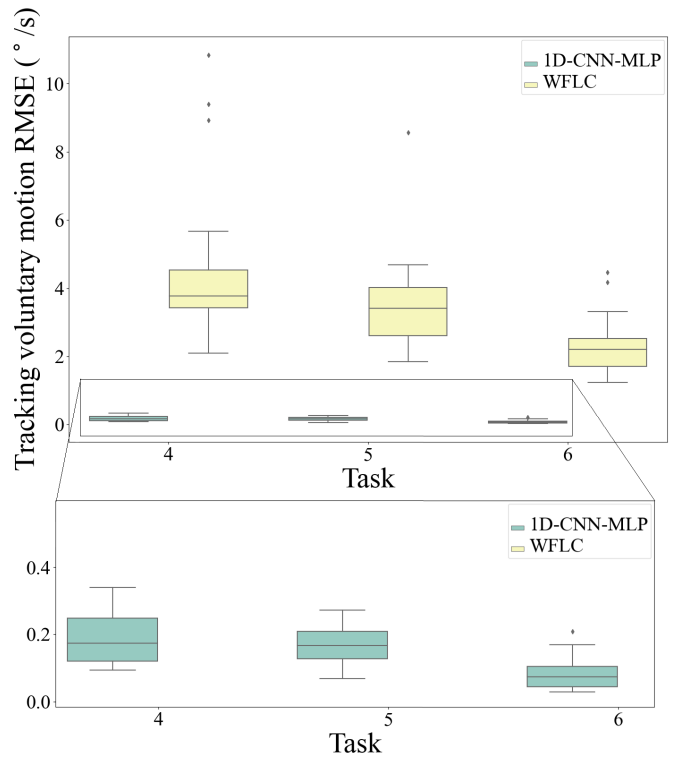 Tracking voluntary motion RMSE ( °/s)
1D-CNN-MLP
WFLC
10
8
6
4
2
0
4 5 6
Task
1D-CNN-MLP
WFLC
0.4
0.2
0.0
4 5 6
Task